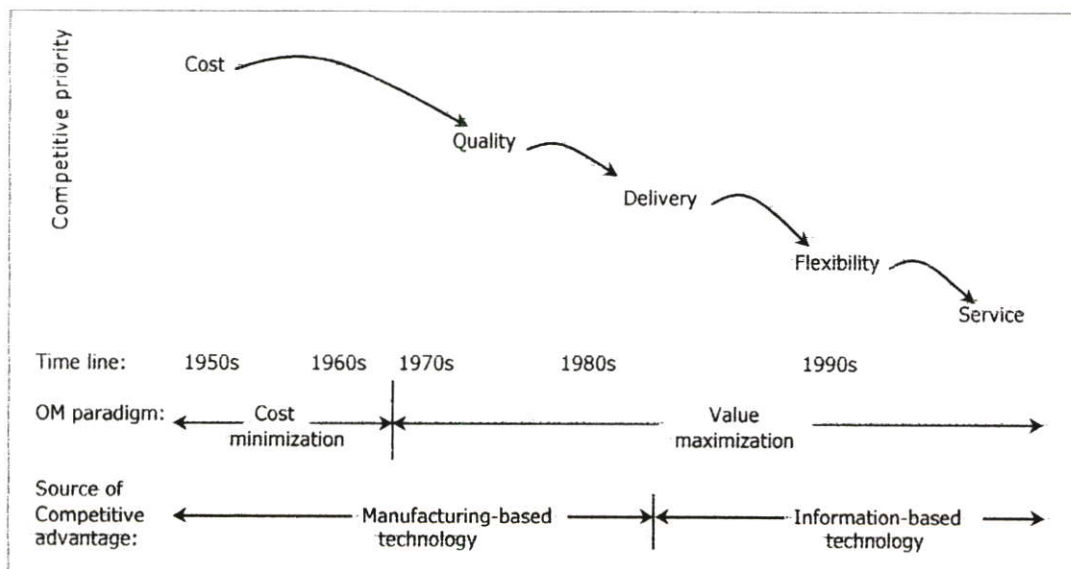 Competitive priority
Cost
Quality
Delivery
Flexibility
Service
Time line: 1950s 1960s 1970s 1980s 1990s
OM paradigm: Cost minimization Value maximization
Source of Competitive advantage: Manufacturing-based technology Information-based technology